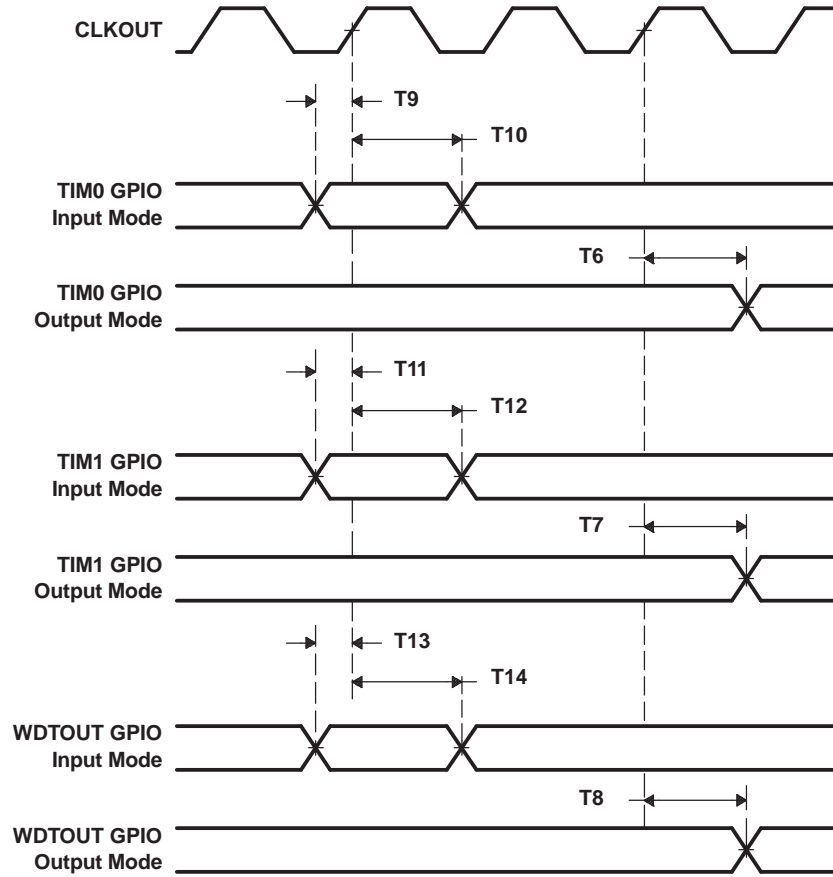 CLKOUT
T9
T10
TIM0 GPIO
Input Mode
T6
TIM0 GPIO
Output Mode
T11
T12
TIM1 GPIO
Input Mode
T7
TIM1 GPIO
Output Mode
T13
T14
WDTOUT GPIO
Input Mode
T8
WDTOUT GPIO
Output Mode